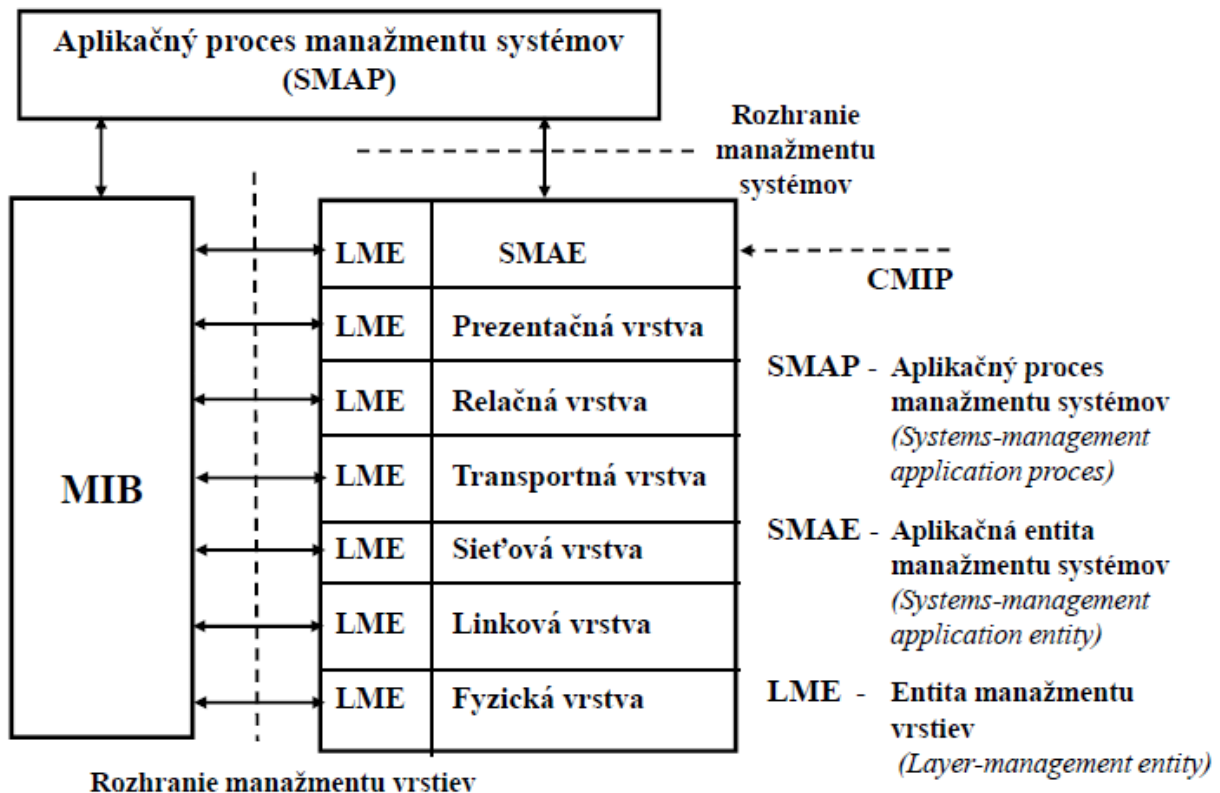 Aplikačný proces manažmentu systémov
(SMAP)
Rozhranie
manažmentu
systémov
MIB
LME SMAE
LME Prezentačná vrstva
LME Relačná vrstva
LME Transportná vrstva
LME Sieťová vrstva
LME Linková vrstva
LME Fyzická vrstva
Rozhranie manažmentu vrstiev
CMIP
SMAP - Aplikačný proces
manažmentu systémov
(Systems-management
application proces)
SMAE - Aplikačná entita
manažmentu systémov
(Systems-management
application entity)
LME - Entita manažmentu
vrstiev
(Layer-management entity)